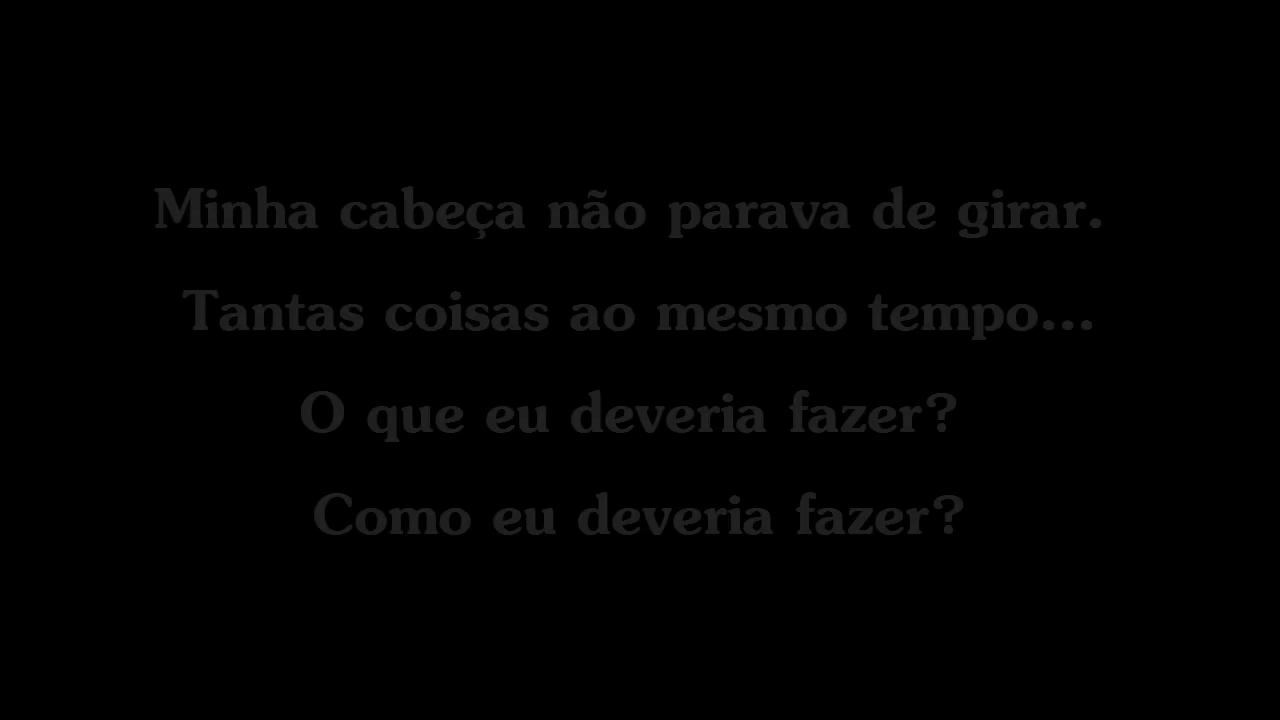 Minha cabeça não parava de girar.
Tantas coisas ao mesmo tempo...
O que eu deveria fazer?
Como eu deveria fazer?